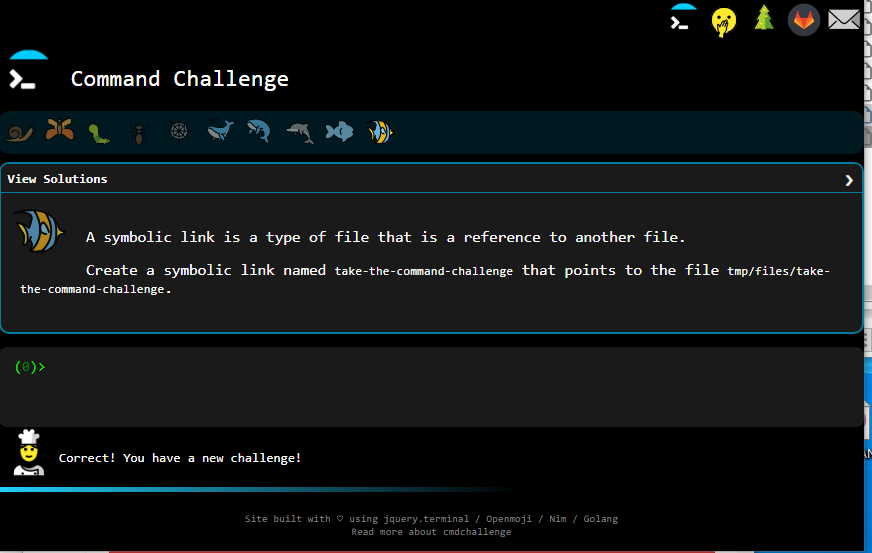 Command Challenge
View Solutions
A symbolic link is a type of file that is a reference to another file.
Create a symbolic link named take-the-command-challenge that points to the file tmp/files/take-
the-command-challenge.
(0)>
Correct! You have a new challenge!
Site built with ♡ using jquery.terminal / Openmoji / Nim / Golang
Read more about cmdchallenge